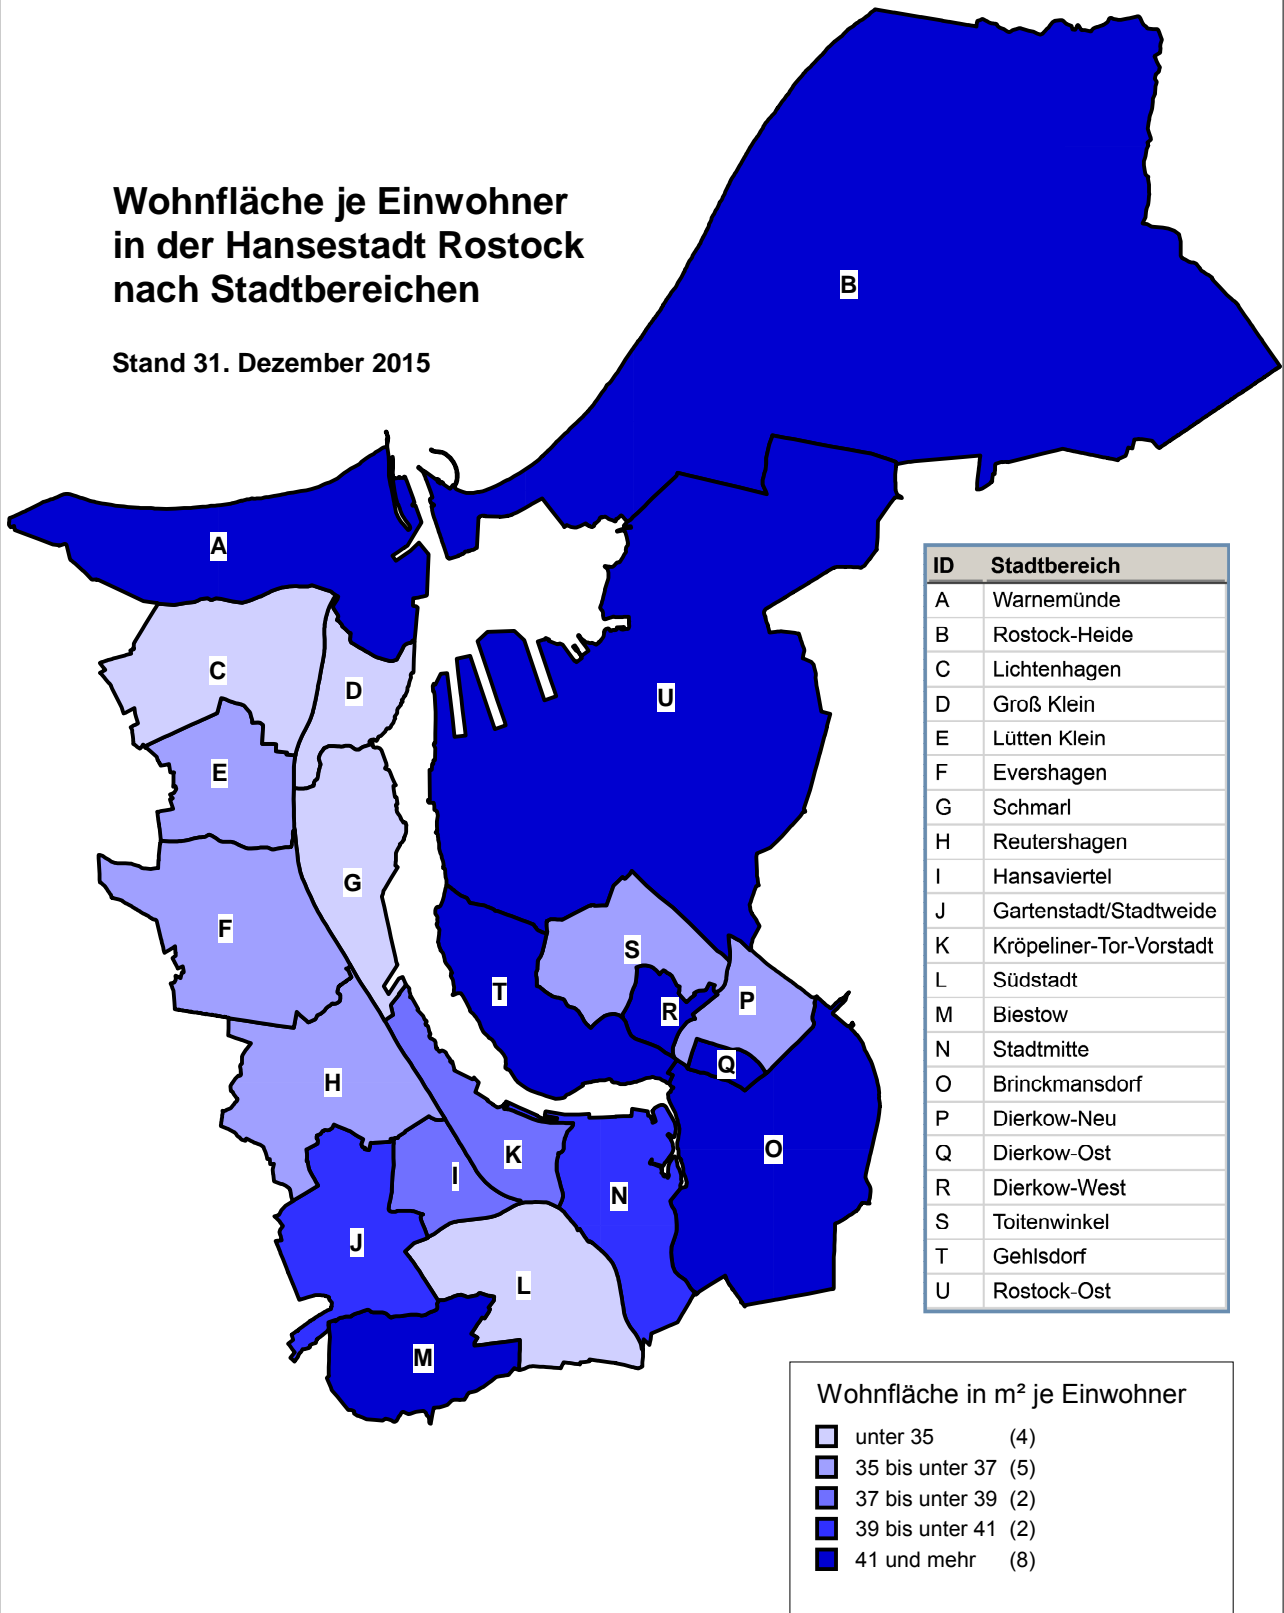 Wohnfläche je Einwohner
in der Hansestadt Rostock
nach Stadtbereichen
Stand 31. Dezember 2015
B
A
C
D
U
E
G
F
S
T
R
P
Q
H
K
I
O
N
J
L
M
ID Stadtbereich
A Warnemünde
B Rostock-Heide
C Lichtenhagen
D Groß Klein
E Lütten Klein
F Evershagen
G Schmarl
H Reutershagen
I Hansaviertel
J Gartenstadt/Stadtweide
K Kröpeliner-Tor-Vorstadt
L Südstadt
M Biestow
N Stadtmitte
O Brinckmansdorf
P Dierkow-Neu
Q Dierkow-Ost
R Dierkow-West
S Toitenwinkel
T Gehlsdorf
U Rostock-Ost
Wohnfläche in m² je Einwohner
unter 35 (4)
35 bis unter 37 (5)
37 bis unter 39 (2)
39 bis unter 41 (2)
41 und mehr (8)